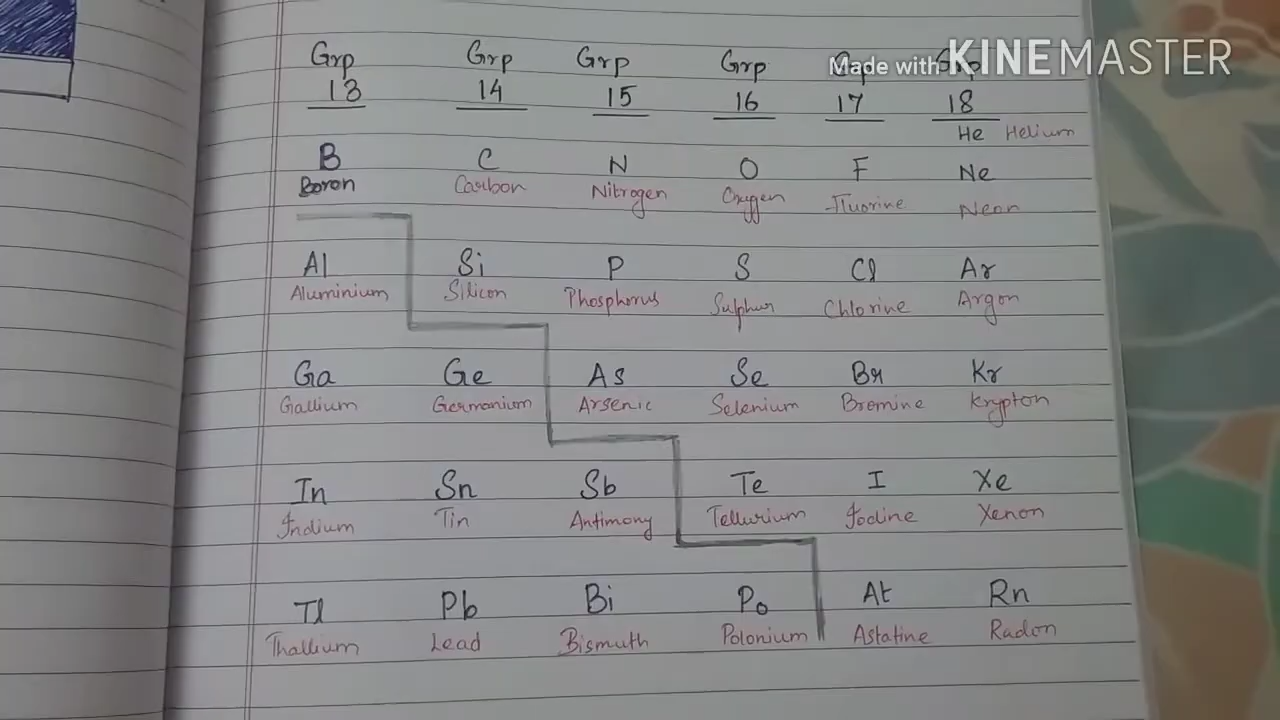 Made with KINEMASTER
Grp Grp Grp Grp Grp Grp
13 14 15 16 17 18
He Helium
B C N O F Ne
Boron Carbon Nitrogen Oxygen Fluorine Neon
Al Si P S Cl Ar
Aluminium Silicon Phosphorus Sulphur Chlorine Argon
Ga Ge As Se Br Kr
Gallium Germanium Arsenic Selenium Bromine Krypton
In Sn Sb Te I Xe
Indium Tin Antimony Tellurium Iodine Xenon
Tl Pb Bi Po At Rn
Thallium Lead Bismuth Polonium Astatine Radon